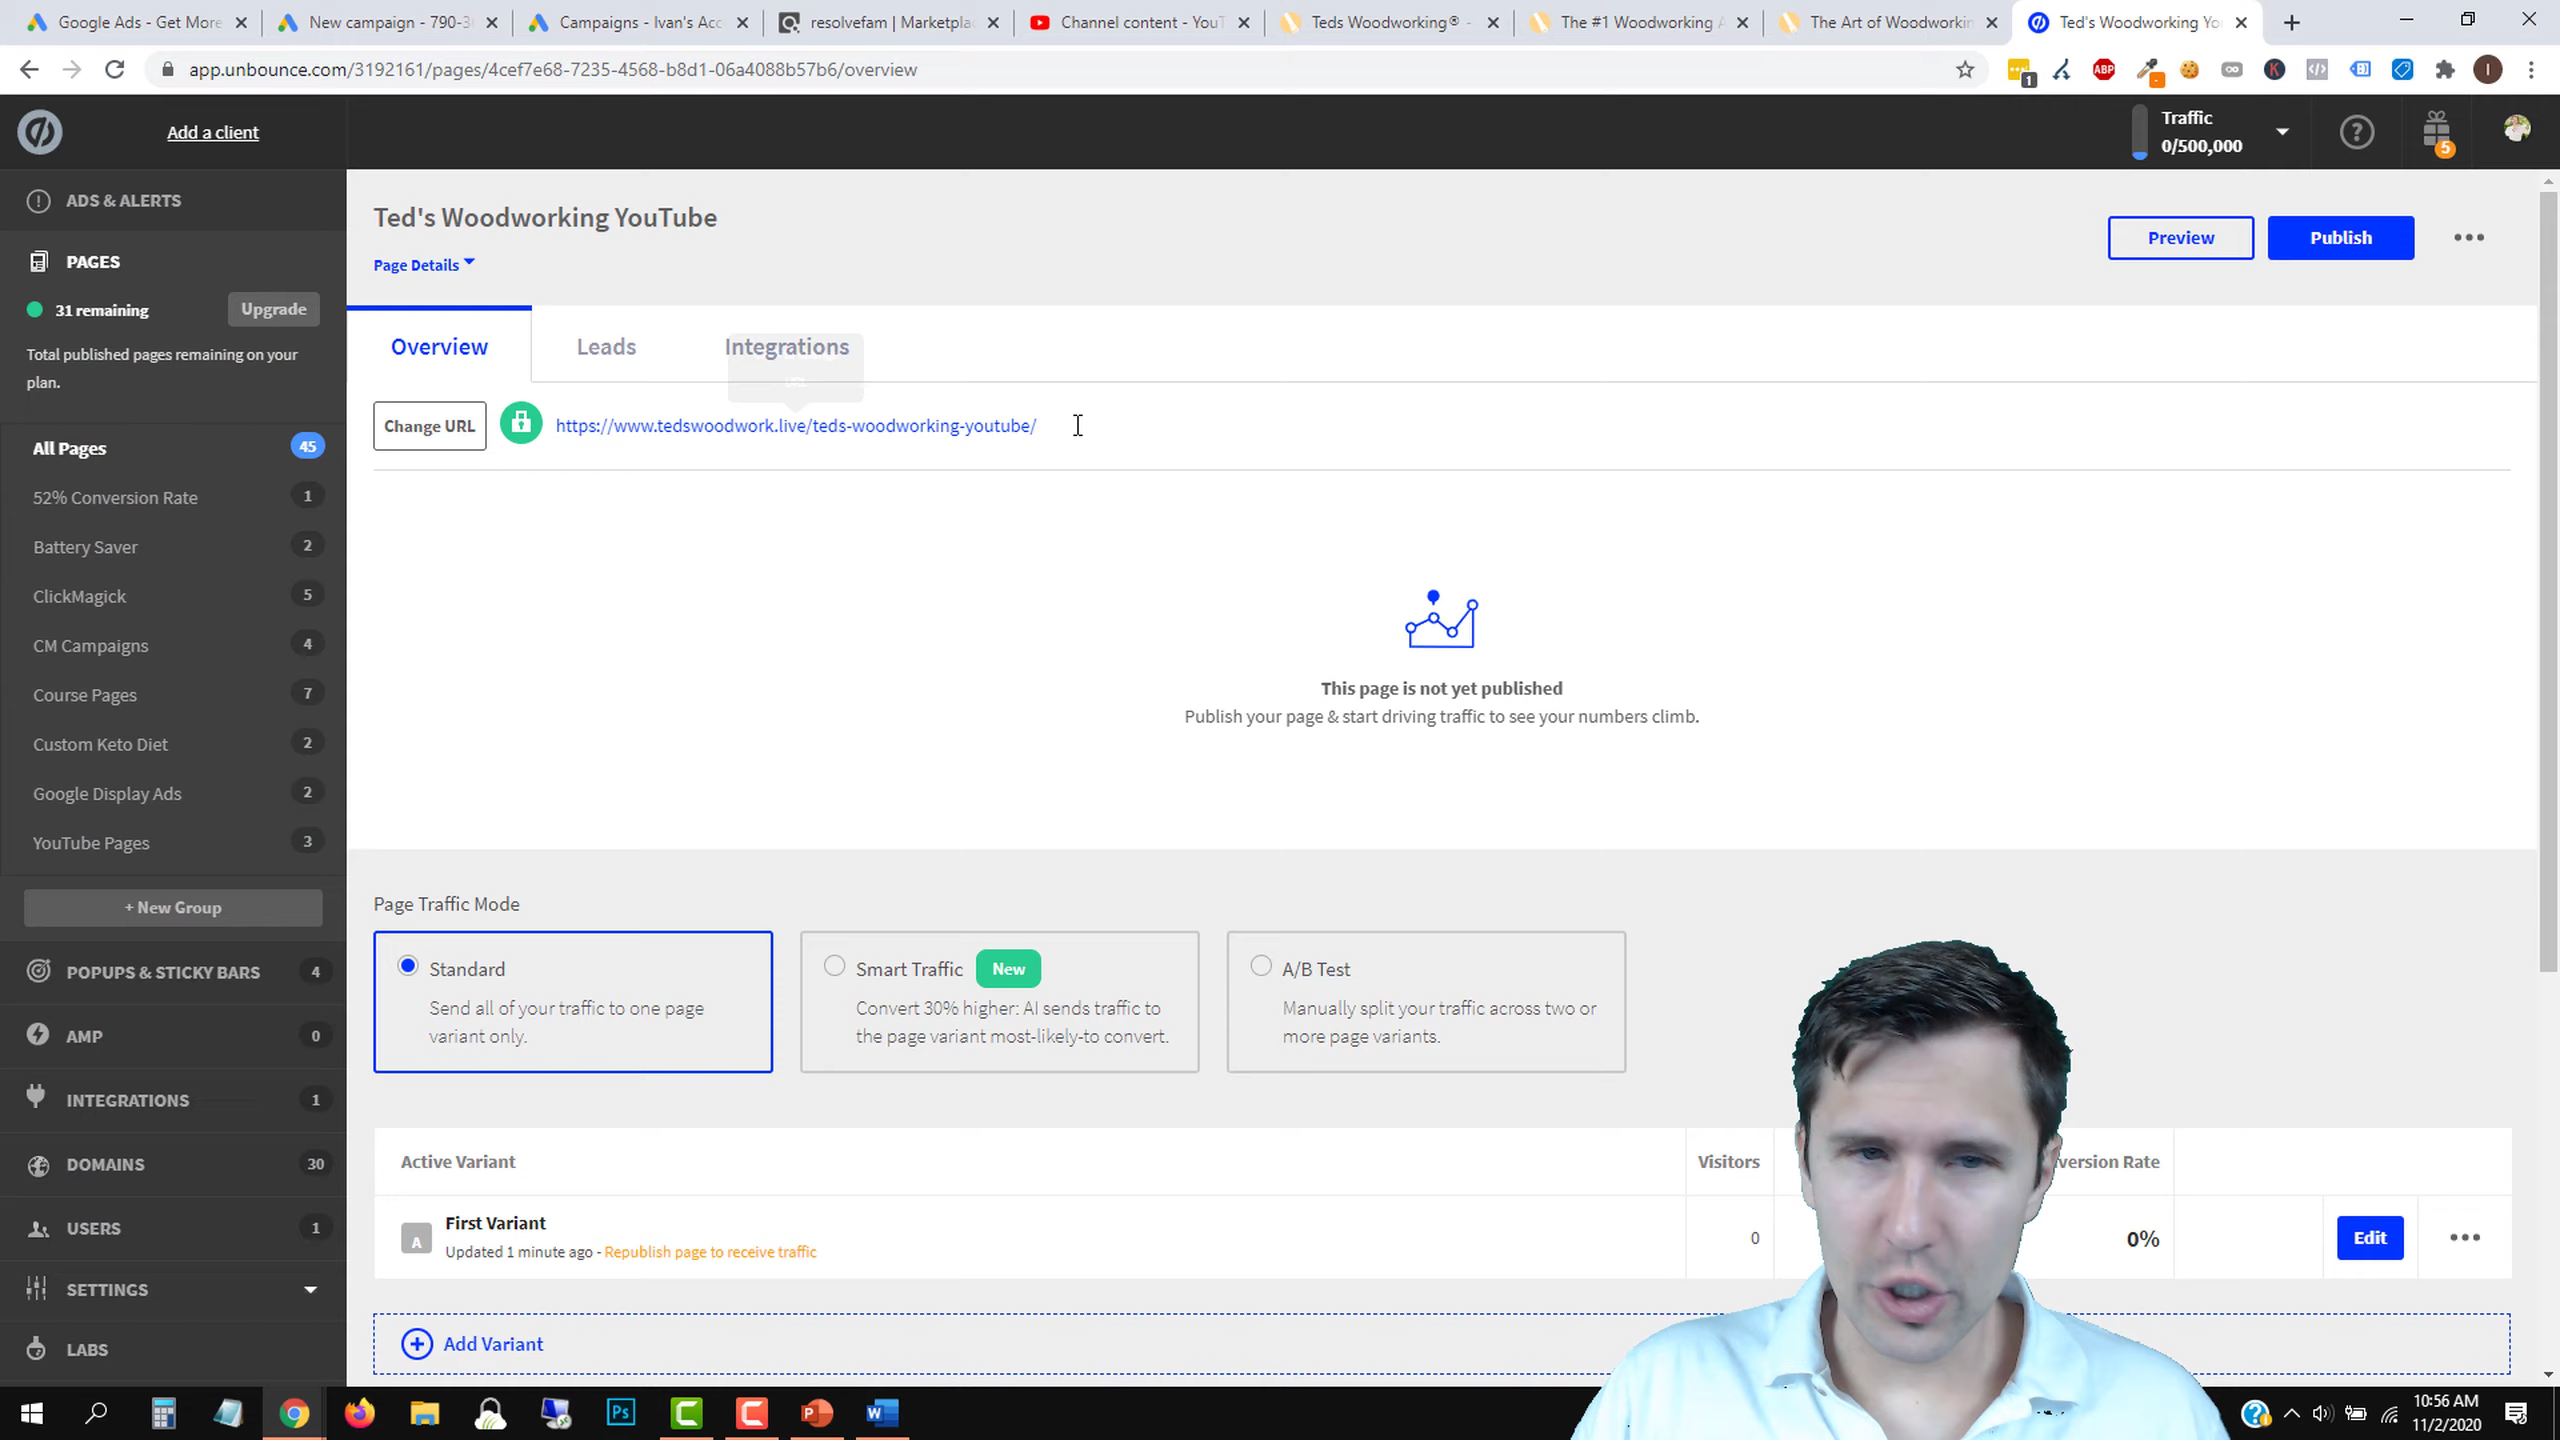 Google Ads - Get More
New campaign - 790-3
Campaigns - Ivan's Acc
resolvefam | Marketpla
Channel content - YouT
Teds Woodworking® -
The #1 Woodworking A
The Art of Woodworkin
Ted's Woodworking Yo
app.unbounce.com/3192161/pages/4cef7e68-7235-4568-b8d1-06a4088b57b6/overview
1
ABP
K
I
Add a client
Traffic
0/500,000
?
5
ADS & ALERTS
PAGES
31 remaining
Upgrade
Total published pages remaining on your
plan.
All Pages 45
52% Conversion Rate 1
Battery Saver 2
ClickMagick 5
CM Campaigns 4
Course Pages 7
Custom Keto Diet 2
Google Display Ads 2
YouTube Pages 3
+ New Group
POPUPS & STICKY BARS 4
AMP 0
INTEGRATIONS 1
DOMAINS 30
USERS 1
SETTINGS
LABS
Ted's Woodworking YouTube
Page Details
Preview
Publish
Overview
Leads
Integrations
Change URL
https://www.tedswoodwork.live/teds-woodworking-youtube/
This page is not yet published
Publish your page & start driving traffic to see your numbers climb.
Page Traffic Mode
Standard
Send all of your traffic to one page
variant only.
Smart Traffic New
Convert 30% higher: AI sends traffic to
the page variant most-likely-to convert.
A/B Test
Manually split your traffic across two or
more page variants.
Active Variant
Visitors
version Rate
A
First Variant
Updated 1 minute ago - Republish page to receive traffic
0
0%
Edit
Add Variant
Ps
10:56 AM
11/2/2020